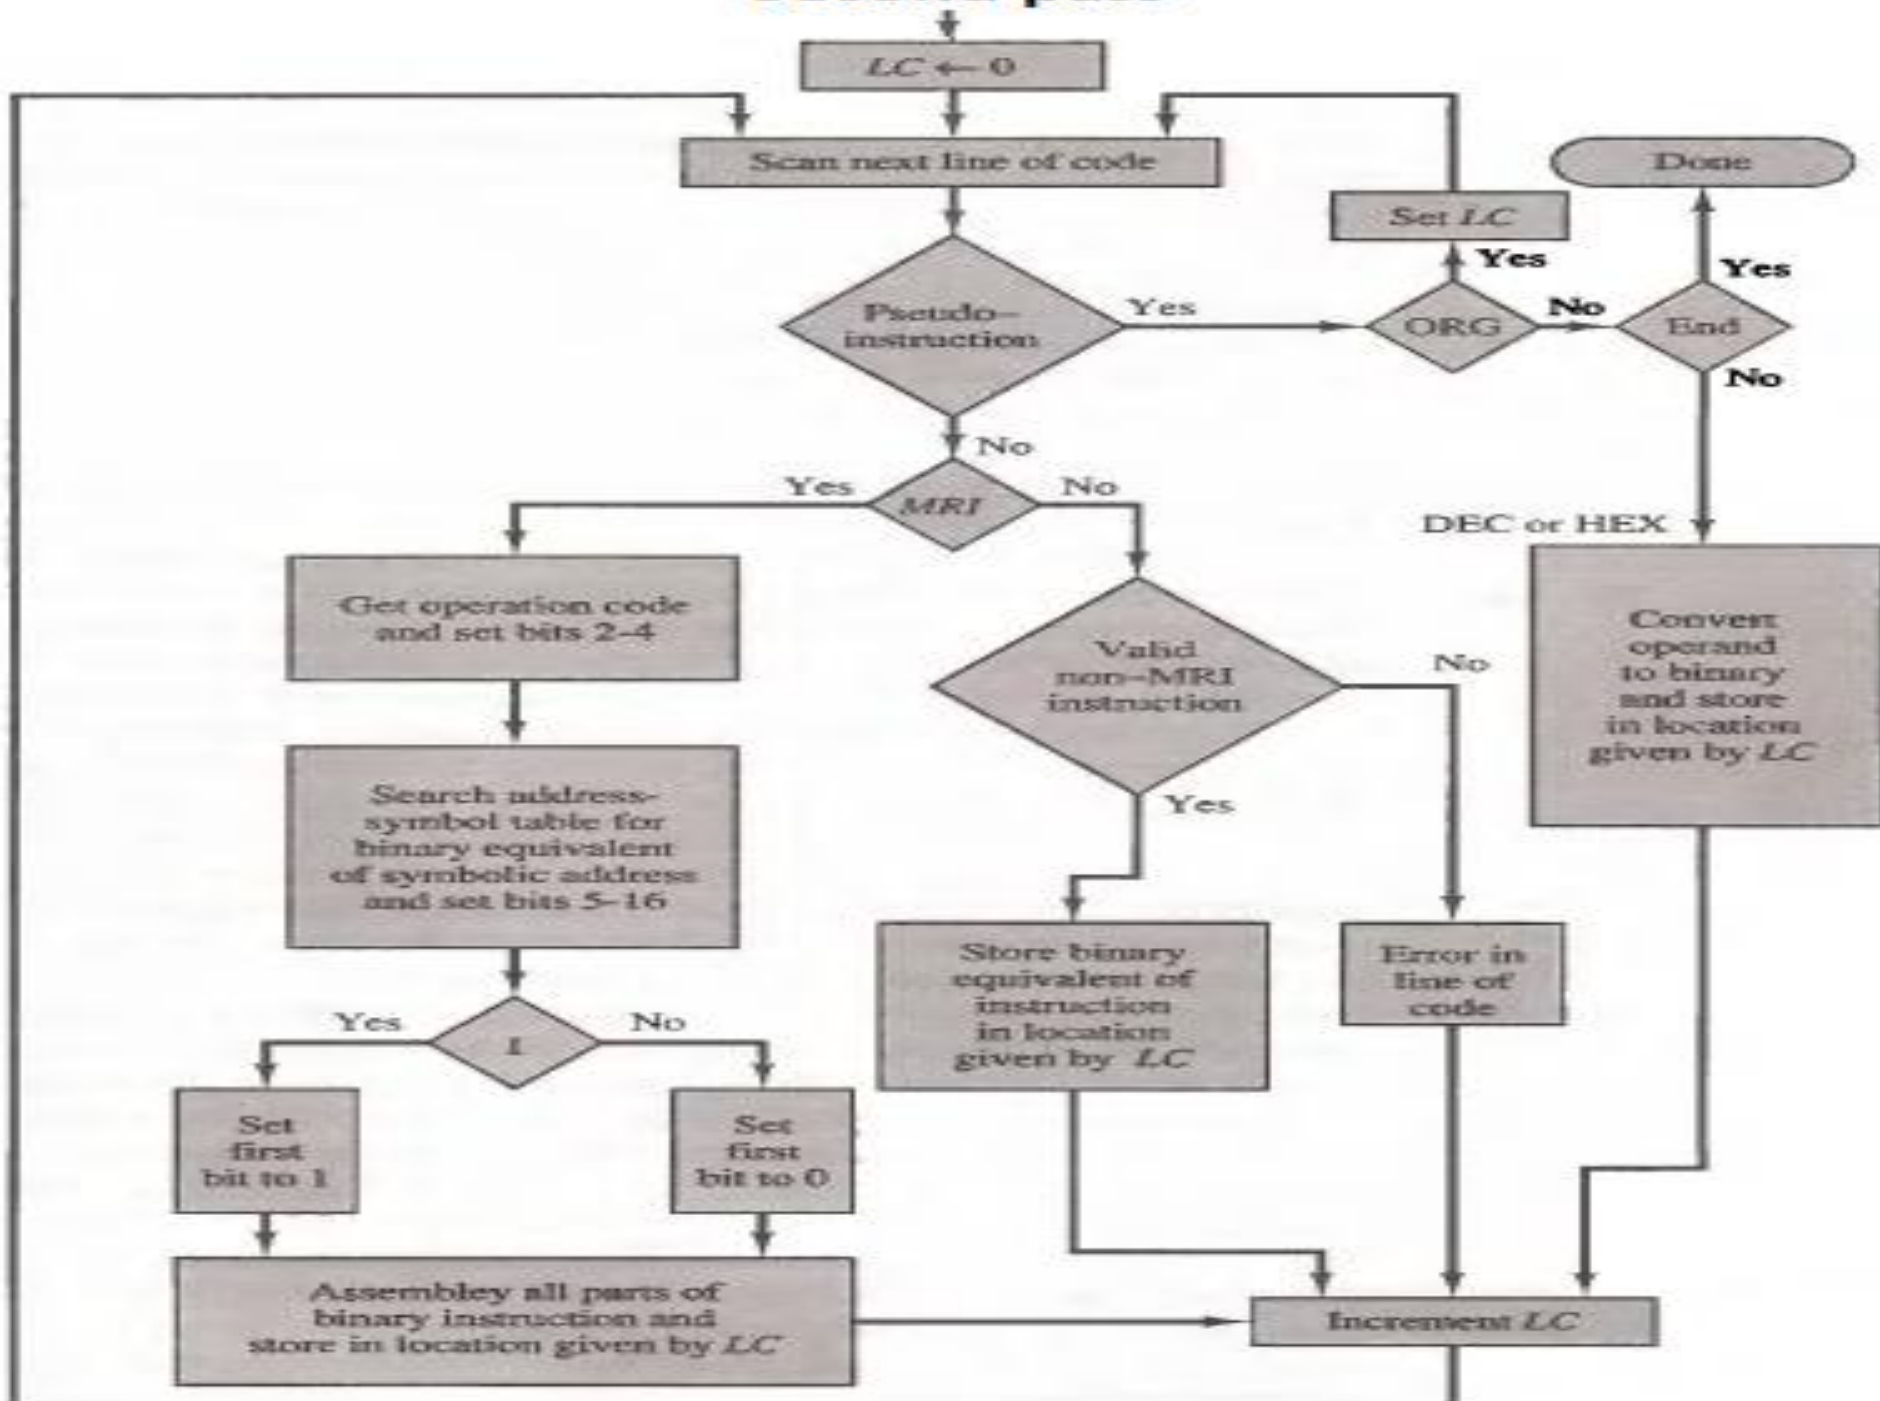 LC ← 0
Scan next line of code
Done
Set LC
Yes
Yes
Pseudo-
instruction
Yes
ORG
No
End
No
No
Yes
MRI
No
DEC or HEX
Get operation code
and set bits 2-4
Valid
non-MRI
instruction
No
Convert
operand
to binary
and store
in location
given by LC
Search address-
symbol table for
binary equivalent
of symbolic address
and set bits 5-16
Yes
Store binary
equivalent of
instruction
in location
given by LC
Error in
line of
code
Yes
I
No
Set
first
bit to 1
Set
first
bit to 0
Assembley all parts of
binary instruction and
store in location given by LC
Increment LC